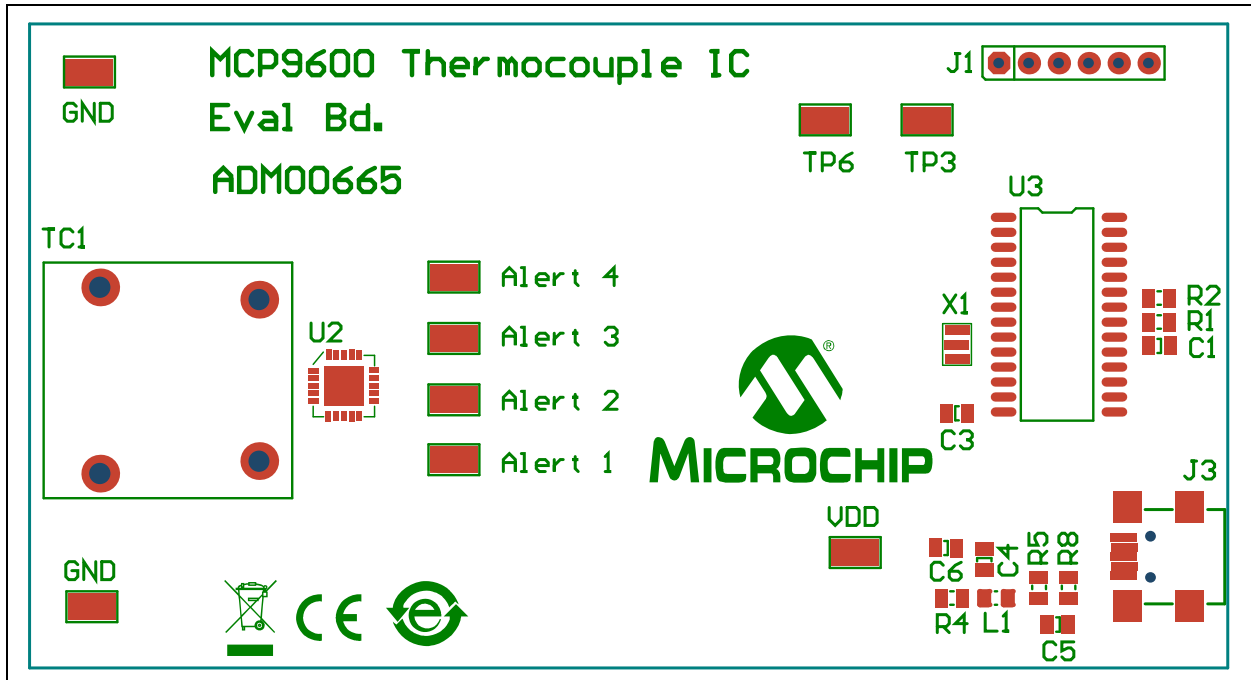 MCP9600 Thermocouple IC
Eval Bd.
ADM00665
GND
J1
TP6
TP3
U3
TC1
Alert 4
U2
Alert 3
Alert 2
Alert 1
X1
R2
R1
C1
C3
®
MICROCHIP
J3
VDD
GND
C6
C4
R5
R8
R4
L1
C5
CE
e